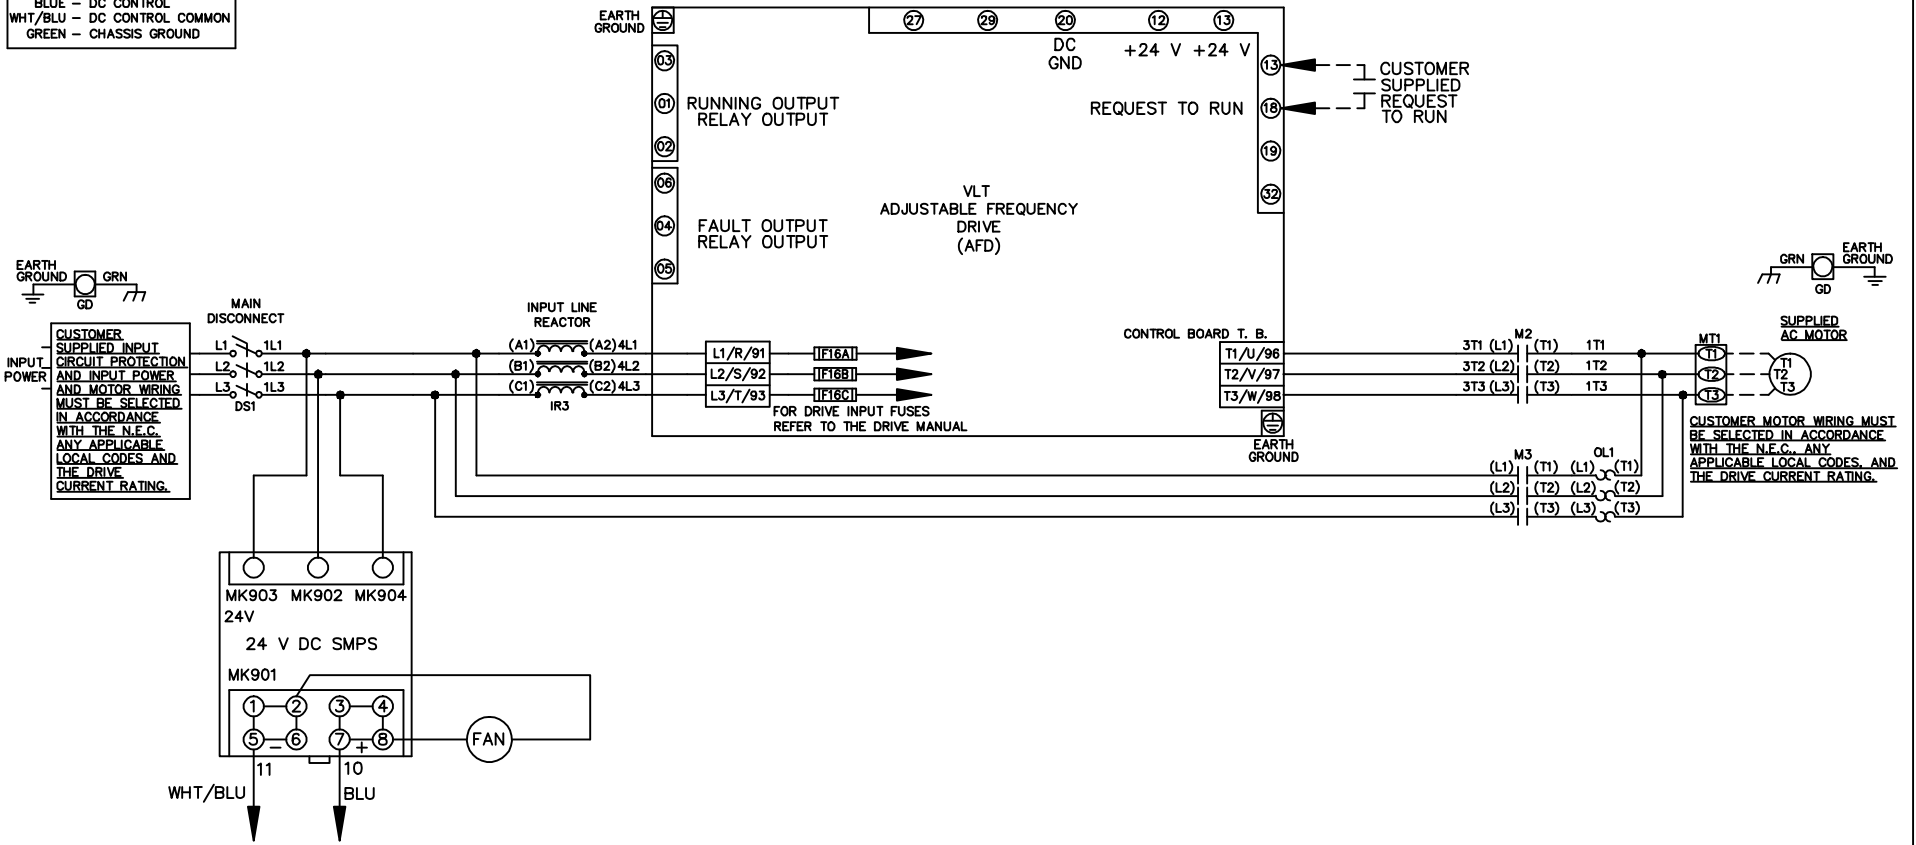 BLUE – DC CONTROL
WHT/BLU – DC CONTROL COMMON
GREEN – CHASSIS GROUND
EARTH
GROUND
27
29
20
12
13
DC
GND
+24 V
+24 V
03
01
02
RUNNING OUTPUT
RELAY OUTPUT
06
04
05
FAULT OUTPUT
RELAY OUTPUT
REQUEST TO RUN
13
18
19
32
CUSTOMER
SUPPLIED
REQUEST
TO RUN
VLT
ADJUSTABLE FREQUENCY
DRIVE
(AFD)
EARTH
GROUND
GRN
GD
INPUT
POWER
CUSTOMER
SUPPLIED INPUT
CIRCUIT PROTECTION
AND INPUT POWER
AND MOTOR WIRING
MUST BE SELECTED
IN ACCORDANCE
WITH THE N.E.C.
ANY APPLICABLE
LOCAL CODES AND
THE DRIVE
CURRENT RATING.
MAIN
DISCONNECT
L1 1L1
L2 1L2
L3 1L3
DS1
INPUT LINE
REACTOR
(A1) (A2) 4L1
(B1) (B2) 4L2
(C1) (C2) 4L3
IR3
L1/R/91
L2/S/92
L3/T/93
F16A
F16B
F16C
FOR DRIVE INPUT FUSES
REFER TO THE DRIVE MANUAL
CONTROL BOARD T. B.
T1/U/96
T2/V/97
T3/W/98
EARTH
GROUND
M2
3T1 (L1) (T1) 1T1
3T2 (L2) (T2) 1T2
3T3 (L3) (T3) 1T3
MT1
T1
T2
T3
GRN
EARTH
GROUND
GD
SUPPLIED
AC MOTOR
T1
T2
T3
CUSTOMER MOTOR WIRING MUST
BE SELECTED IN ACCORDANCE
WITH THE N.E.C., ANY
APPLICABLE LOCAL CODES, AND
THE DRIVE CURRENT RATING.
M3
OL1
(L1) (T1) (L1) (T1)
(L2) (T2) (L2) (T2)
(L3) (T3) (L3) (T3)
MK903 MK902 MK904
24V
24 V DC SMPS
MK901
1 2 3 4
5 – 6 7 + 8
FAN
11
10
WHT/BLU
BLU